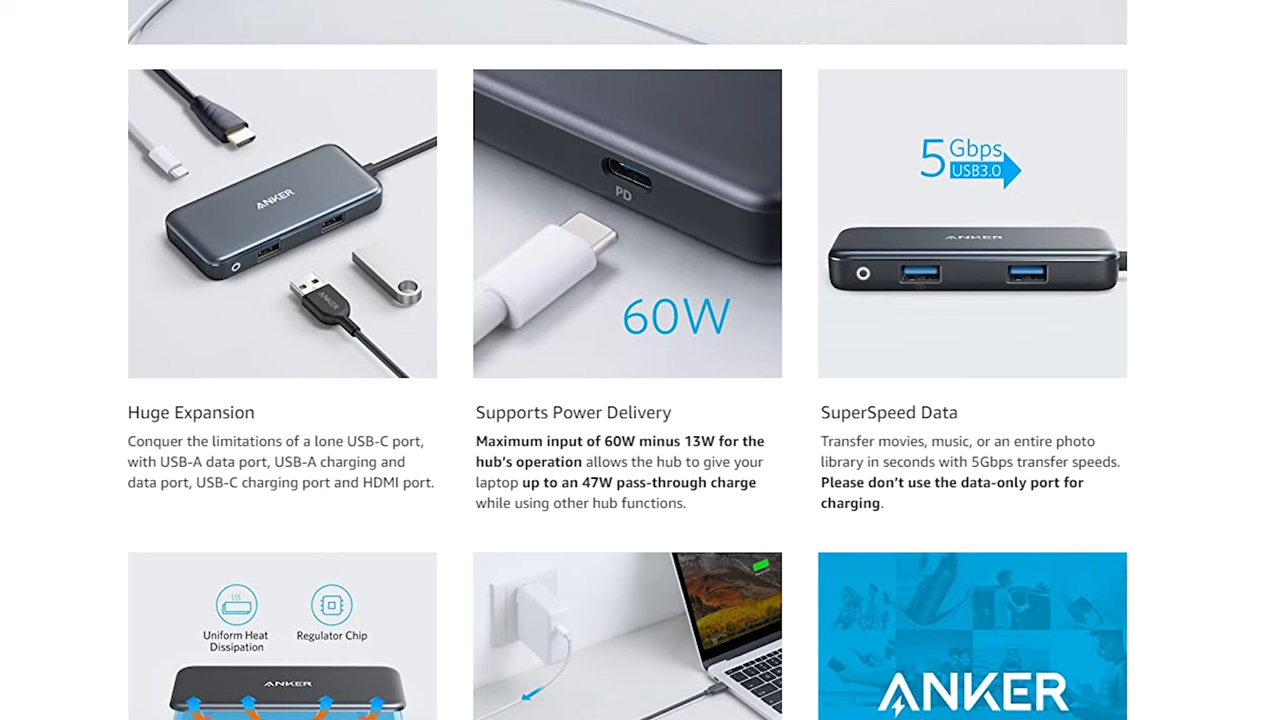 ANKER
ANKER
PD
60W
5 Gbps
USB3.0
ANKER
Huge Expansion
Conquer the limitations of a lone USB-C port,
with USB-A data port, USB-A charging and
data port, USB-C charging port and HDMI port.
Supports Power Delivery
Maximum input of 60W minus 13W for the
hub’s operation allows the hub to give your
laptop up to an 47W pass-through charge
while using other hub functions.
SuperSpeed Data
Transfer movies, music, or an entire photo
library in seconds with 5Gbps transfer speeds.
Please don’t use the data-only port for
charging.
Uniform Heat
Dissipation
Regulator Chip
ANKER
ANKER